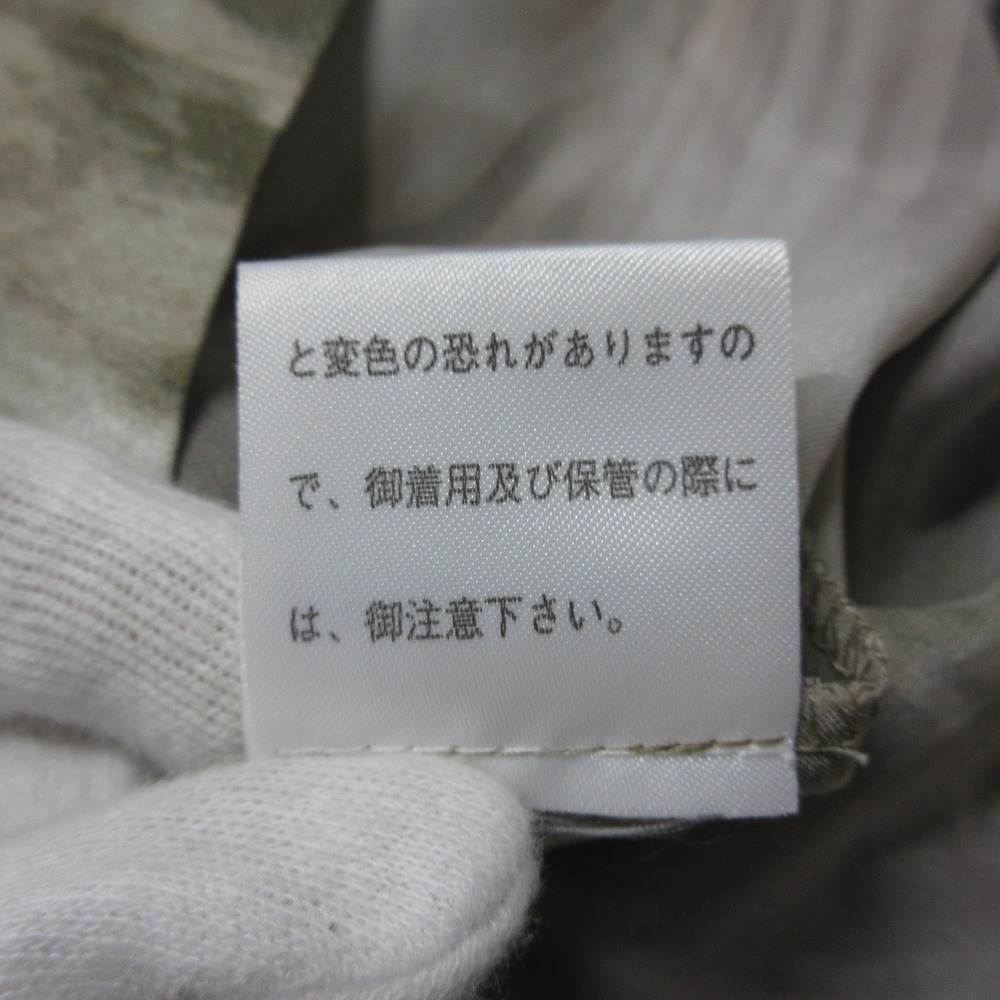 と変色の恐れがありますの
で、御着用及び保管の際に
は、御注意下さい。